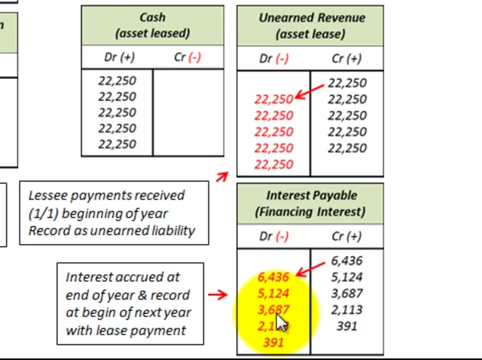 n
Cash
(asset leased)
Dr (+) Cr (-)
22,250
22,250
22,250
22,250
22,250
Unearned Revenue
(asset lease)
Dr (-) Cr (+)
22,250
22,250 22,250
22,250 22,250
22,250 22,250
22,250 22,250
22,250
Lessee payments received
(1/1) beginning of year
Record as unearned liability
Interest Payable
(Financing Interest)
Dr (-) Cr (+)
6,436
6,436 5,124
5,124 3,687
3,687 2,113
391
391
Interest accrued at
end of year & record
at begin of next year
with lease payment